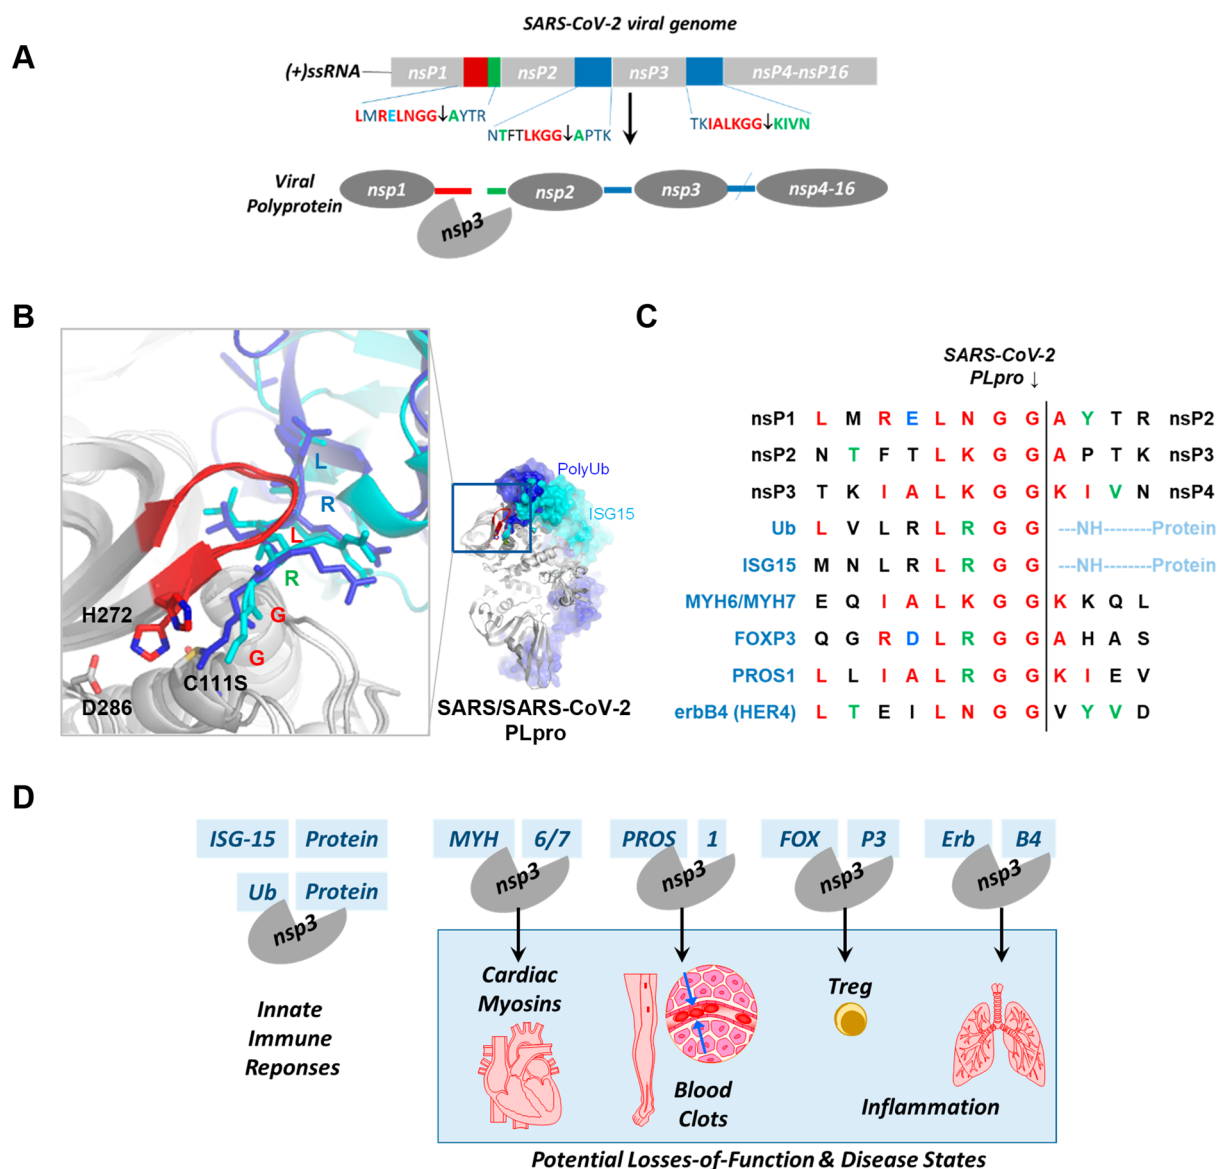 A
SARS-CoV-2 viral genome
(+)ssRNA nsP1 nsP2 nsP3 nsP4-nsP16
LMRELNGG↓AYTR
NTFTLKGG↓APTK
TKIALKGG↓KIVN
Viral
Polyprotein
nsp1 nsp2 nsp3 nsp4-16
nsp3
B
L
R
L
R
G
G
H272
C111S
D286
PolyUb
ISG15
SARS/SARS-CoV-2
PLpro
C
SARS-CoV-2
PLpro ↓
nsP1 L M R E L N G G A Y T R nsP2
nsP2 N T F T L K G G A P T K nsP3
nsP3 T K I A L K G G K I V N nsP4
Ub L V L R L R G G ---NH--------Protein
ISG15 M N L R L R G G ---NH--------Protein
MYH6/MYH7 E Q I A L K G G K K Q L
FOXP3 Q G R D L R G G A H A S
PROS1 L L I A L R G G K I E V
erbB4 (HER4) L T E I L N G G V Y V D
D
ISG-15 Protein
Ub Protein
nsp3
Innate
Immune
Reponses
MYH 6/7
nsp3
PROS 1
nsp3
FOX P3
nsp3
Erb B4
nsp3
Cardiac
Myosins
Blood
Clots
Treg
Inflammation
Potential Losses-of-Function & Disease States